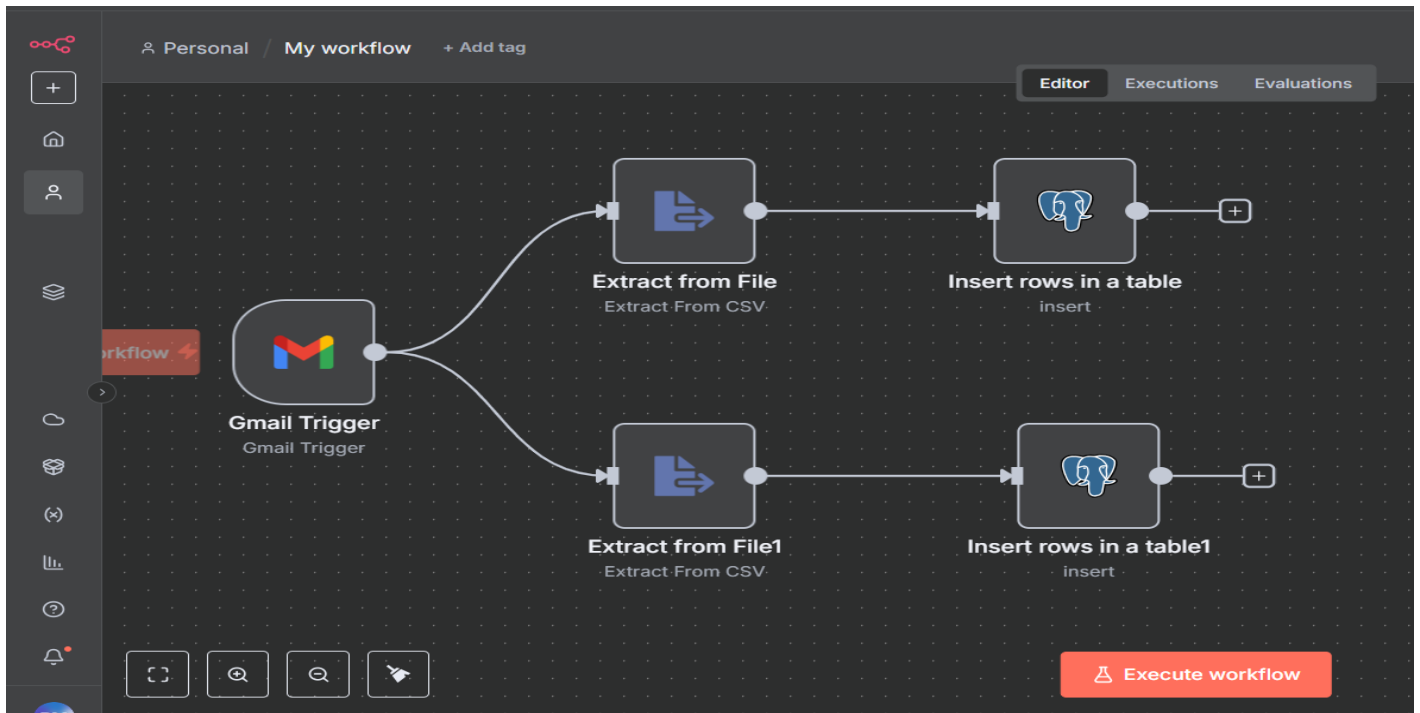 Personal / My workflow + Add tag
Editor Executions Evaluations
Extract from File
Extract From CSV
Insert rows in a table
insert
rkflow
Gmail Trigger
Gmail Trigger
Extract from File1
Extract From CSV
Insert rows in a table1
insert
Execute workflow